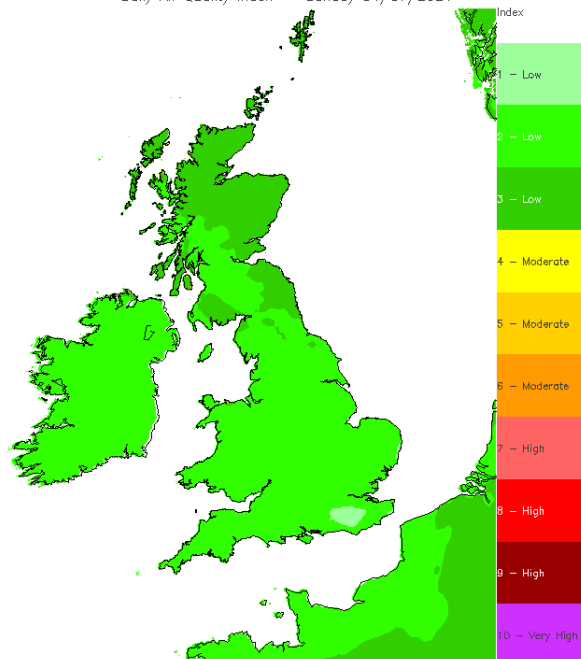 Index
1 - Low
2 - Low
3 - Low
4 - Moderate
5 - Moderate
6 - Moderate
7 - High
8 - High
9 - High
10 - Very High